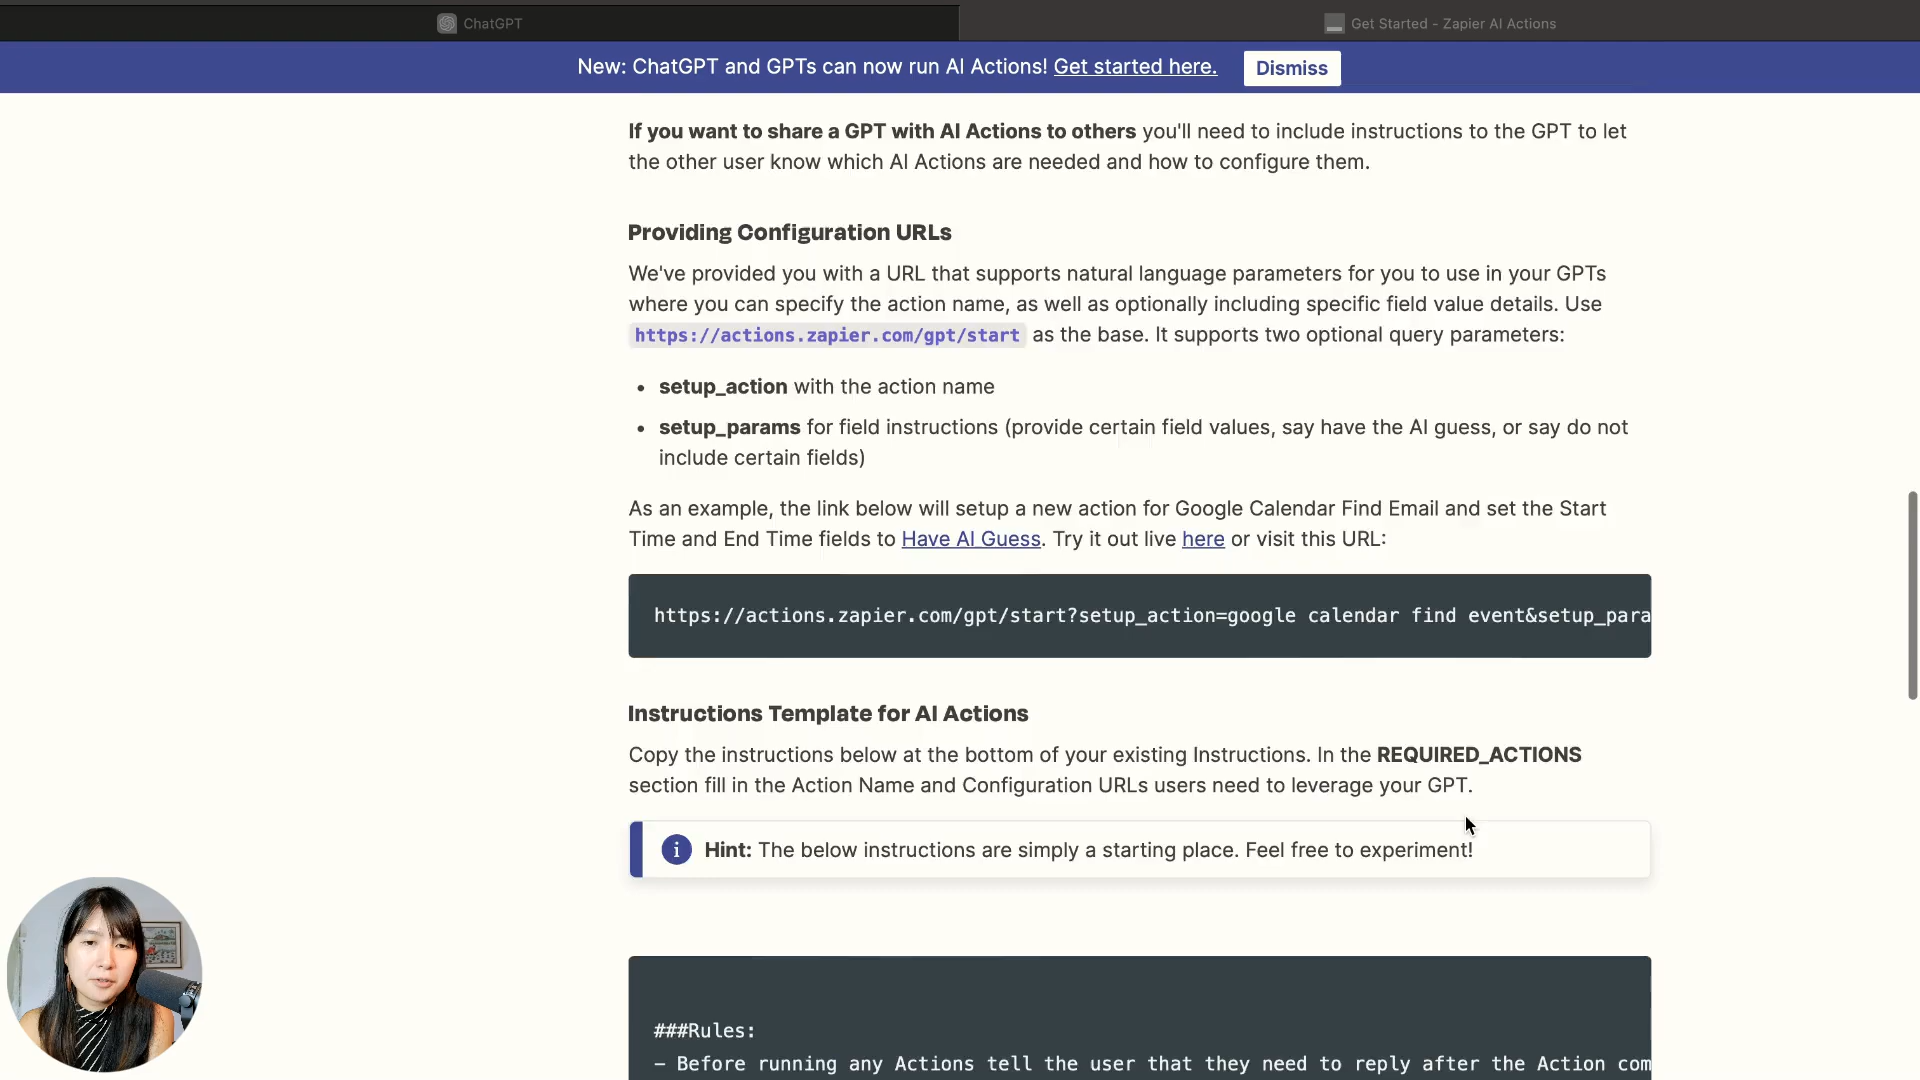 ChatGPT
Get Started - Zapier AI Actions
New: ChatGPT and GPTs can now run AI Actions! Get started here.
Dismiss
If you want to share a GPT with AI Actions to others you'll need to include instructions to the GPT to let
the other user know which AI Actions are needed and how to configure them.
Providing Configuration URLs
We've provided you with a URL that supports natural language parameters for you to use in your GPTs
where you can specify the action name, as well as optionally including specific field value details. Use
https://actions.zapier.com/gpt/start as the base. It supports two optional query parameters:
• setup_action with the action name
• setup_params for field instructions (provide certain field values, say have the AI guess, or say do not
include certain fields)
As an example, the link below will setup a new action for Google Calendar Find Email and set the Start
Time and End Time fields to Have AI Guess. Try it out live here or visit this URL:
https://actions.zapier.com/gpt/start?setup_action=google calendar find event&setup_para
Instructions Template for AI Actions
Copy the instructions below at the bottom of your existing Instructions. In the REQUIRED_ACTIONS
section fill in the Action Name and Configuration URLs users need to leverage your GPT.
i Hint: The below instructions are simply a starting place. Feel free to experiment!
###Rules:
– Before running any Actions tell the user that they need to reply after the Action com